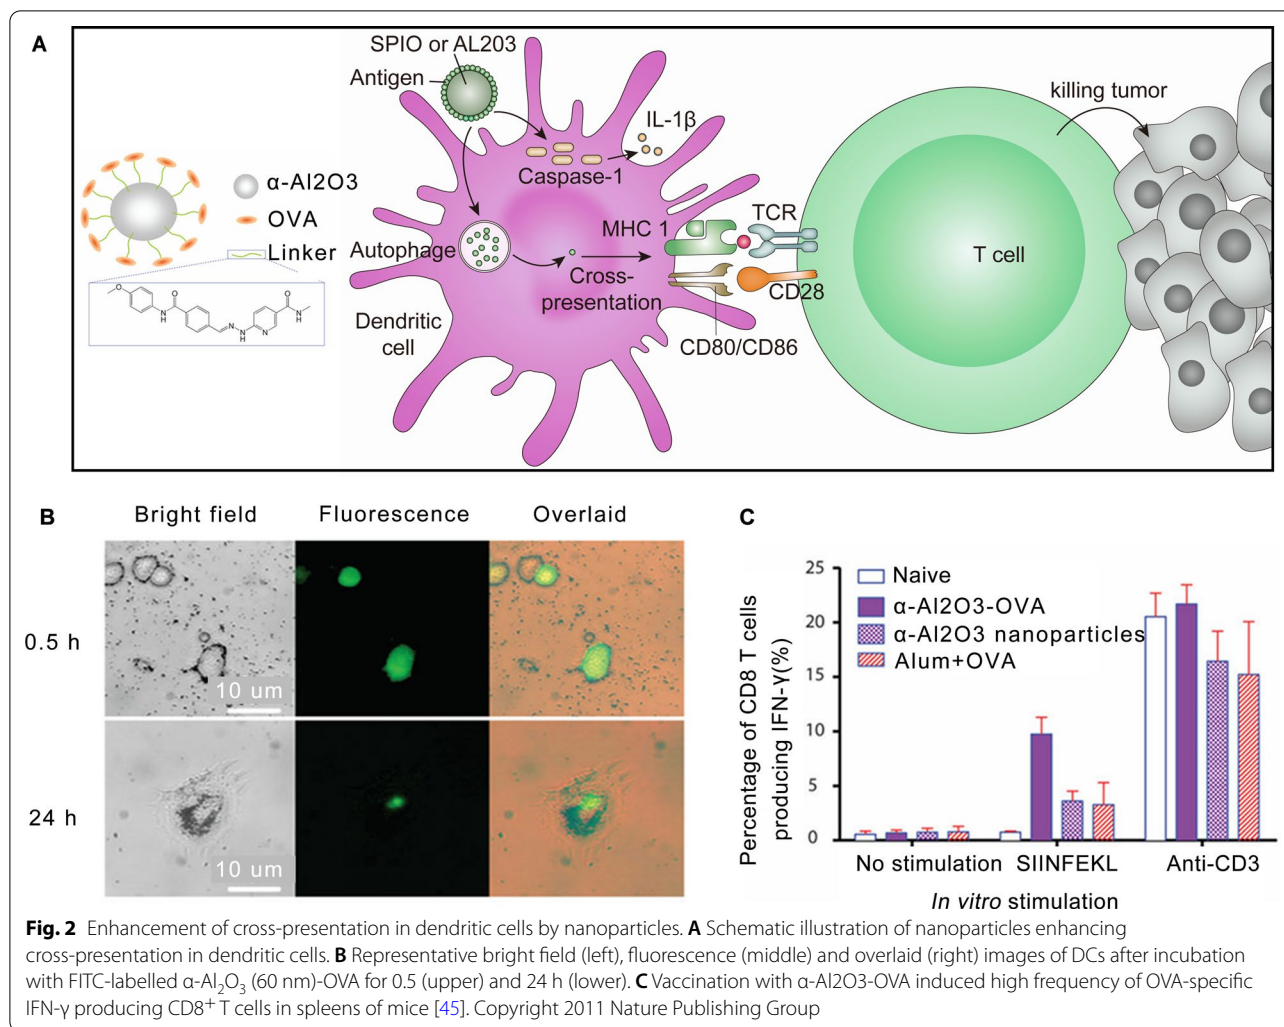 A
SPIO or AL203
Antigen
IL-1β
Caspase-1
killing tumor
α-Al2O3
OVA
Linker
O
O
N
H
N
NH
N
O
N
H
Autophage
MHC 1
TCR
T cell
Cross-
presentation
CD28
Dendritic
cell
CD80/CD86
B
Bright field
Fluorescence
Overlaid
0.5 h
10 um
24 h
10 um
C
Percentage of CD8 T cells
producing IFN-γ(%)
25
20
15
10
5
0
Naive
α-Al2O3-OVA
α-Al2O3 nanoparticles
Alum+OVA
No stimulation
SIINFEKL
Anti-CD3
In vitro stimulation
Fig. 2 Enhancement of cross-presentation in dendritic cells by nanoparticles. A Schematic illustration of nanoparticles enhancing
cross-presentation in dendritic cells. B Representative bright field (left), fluorescence (middle) and overlaid (right) images of DCs after incubation
with FITC-labelled α-Al₂O₃ (60 nm)-OVA for 0.5 (upper) and 24 h (lower). C Vaccination with α-Al2O3-OVA induced high frequency of OVA-specific
IFN-γ producing CD8⁺ T cells in spleens of mice [45]. Copyright 2011 Nature Publishing Group